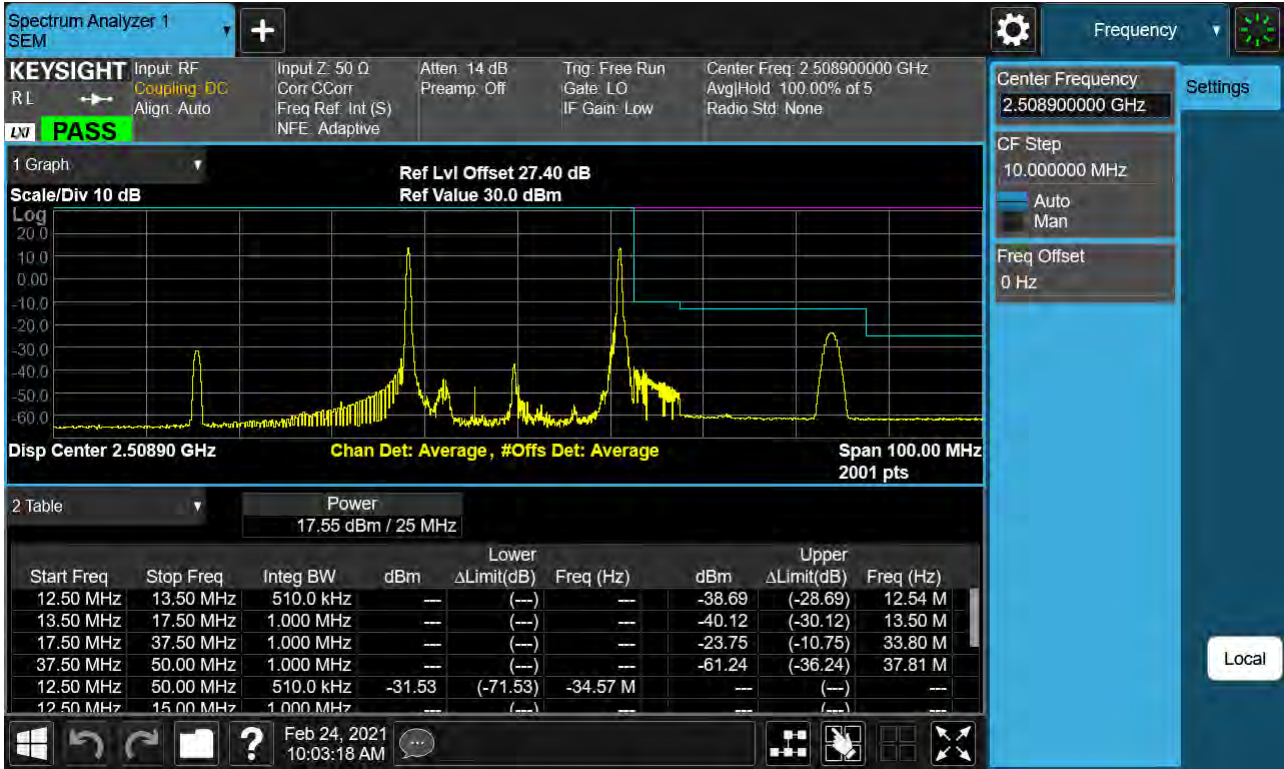 Spectrum Analyzer 1
SEM
Frequency
KEYSIGHT
R L
LXI
PASS
Input: RF
Coupling: DC
Align: Auto
Input Z: 50 Ω
Corr CCorr
Freq Ref: Int (S)
NFE: Adaptive
Atten: 14 dB
Preamp: Off
Trig: Free Run
Gate: LO
IF Gain: Low
Center Freq: 2.508900000 GHz
Avg|Hold: 100.00% of 5
Radio Std: None
Center Frequency
2.508900000 GHz
Settings
CF Step
10.000000 MHz
Auto
Man
Freq Offset
0 Hz
Local
1 Graph
Scale/Div 10 dB
Ref Lvl Offset 27.40 dB
Ref Value 30.0 dBm
Log
20.0
10.0
0.00
-10.0
-20.0
-30.0
-40.0
-50.0
-60.0
Disp Center 2.50890 GHz
Chan Det: Average, #Offs Det: Average
Span 100.00 MHz
2001 pts
2 Table
Power
17.55 dBm / 25 MHz
Lower Upper
Start Freq Stop Freq Integ BW dBm ΔLimit(dB) Freq (Hz) dBm ΔLimit(dB) Freq (Hz)
12.50 MHz 13.50 MHz 510.0 kHz --- (---) --- -38.69 (-28.69) 12.54 M
13.50 MHz 17.50 MHz 1.000 MHz --- (---) --- -40.12 (-30.12) 13.50 M
17.50 MHz 37.50 MHz 1.000 MHz --- (---) --- -23.75 (-10.75) 33.80 M
37.50 MHz 50.00 MHz 1.000 MHz --- (---) --- -61.24 (-36.24) 37.81 M
12.50 MHz 50.00 MHz 510.0 kHz -31.53 (-71.53) -34.57 M --- (---) ---
12.50 MHz 15.00 MHz 1.000 MHz --- (---) --- --- (---) ---
?
Feb 24, 2021
10:03:18 AM